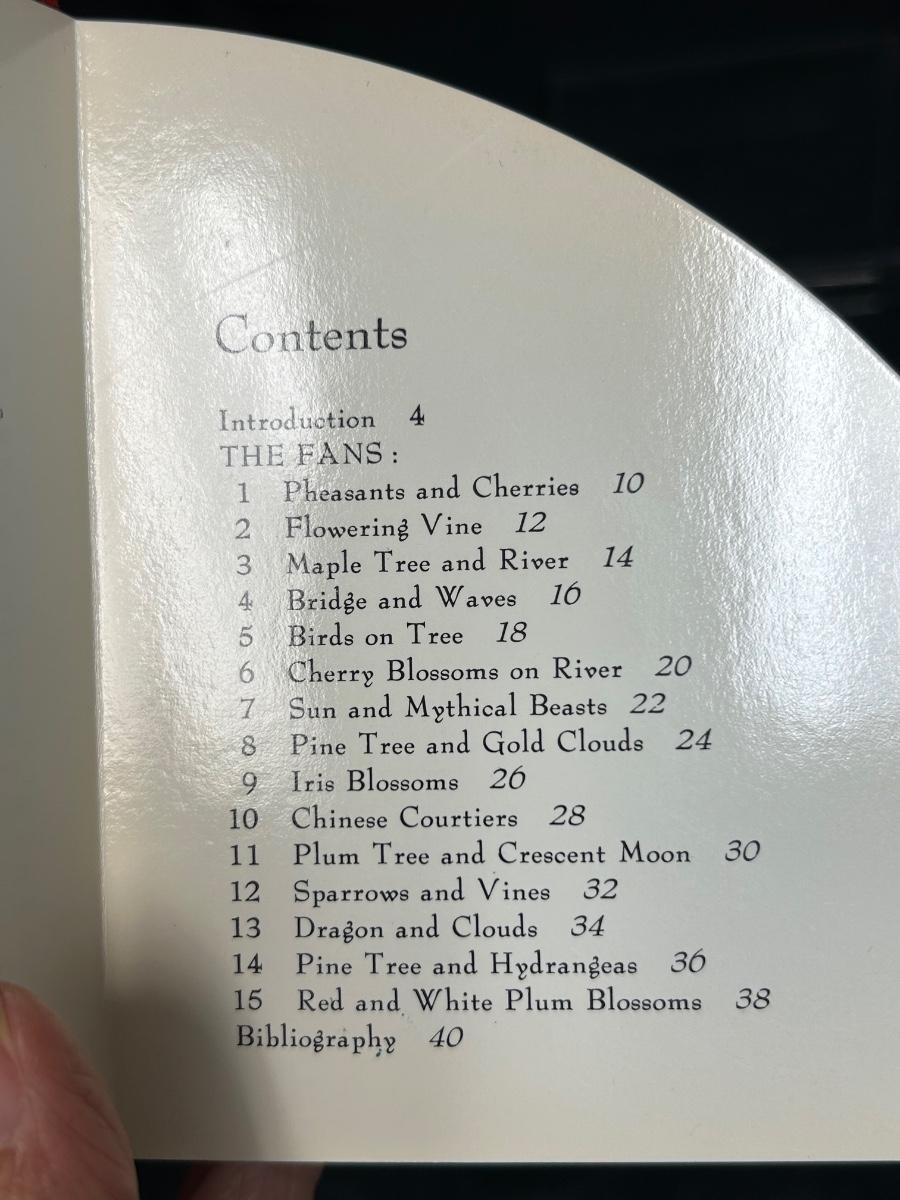 Contents
Introduction 4
THE FANS:
1 Pheasants and Cherries 10
2 Flowering Vine 12
3 Maple Tree and River 14
4 Bridge and Waves 16
5 Birds on Tree 18
6 Cherry Blossoms on River 20
7 Sun and Mythical Beasts 22
8 Pine Tree and Gold Clouds 24
9 Iris Blossoms 26
10 Chinese Courtiers 28
11 Plum Tree and Crescent Moon 30
12 Sparrows and Vines 32
13 Dragon and Clouds 34
14 Pine Tree and Hydrangeas 36
15 Red and White Plum Blossoms 38
Bibliography 40